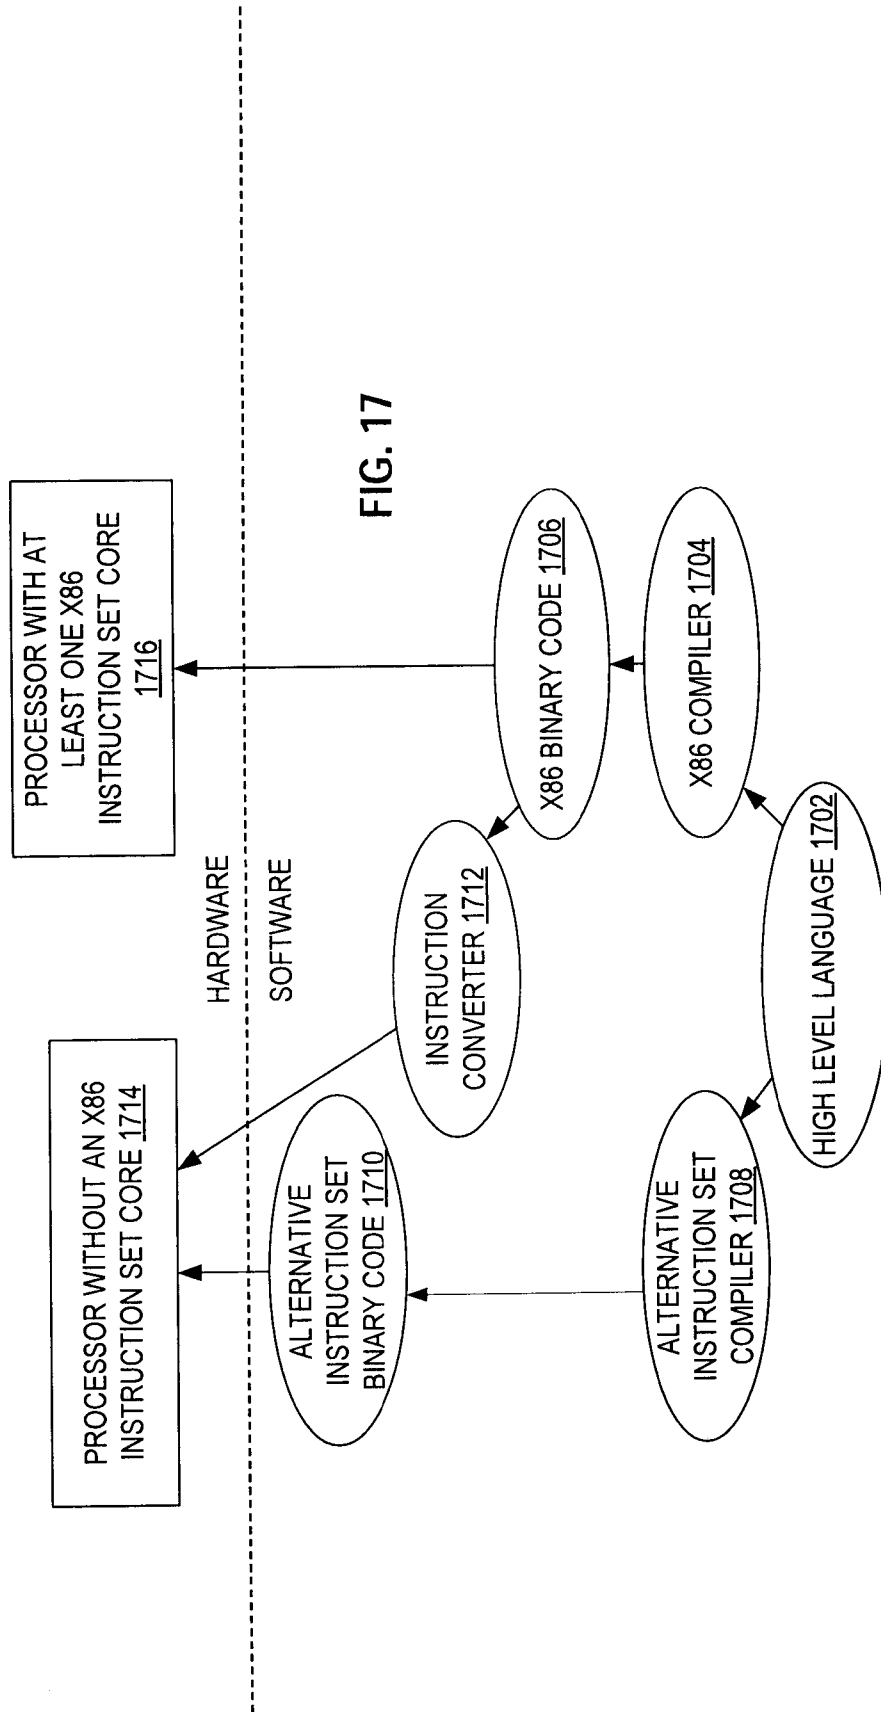 PROCESSOR WITHOUT AN X86
INSTRUCTION SET CORE 1714
PROCESSOR WITH AT
LEAST ONE X86
INSTRUCTION SET CORE
1716
HARDWARE
SOFTWARE
ALTERNATIVE
INSTRUCTION SET
BINARY CODE 1710
INSTRUCTION
CONVERTER 1712
X86 BINARY CODE 1706
ALTERNATIVE
INSTRUCTION SET
COMPILER 1708
X86 COMPILER 1704
HIGH LEVEL LANGUAGE 1702
FIG. 17